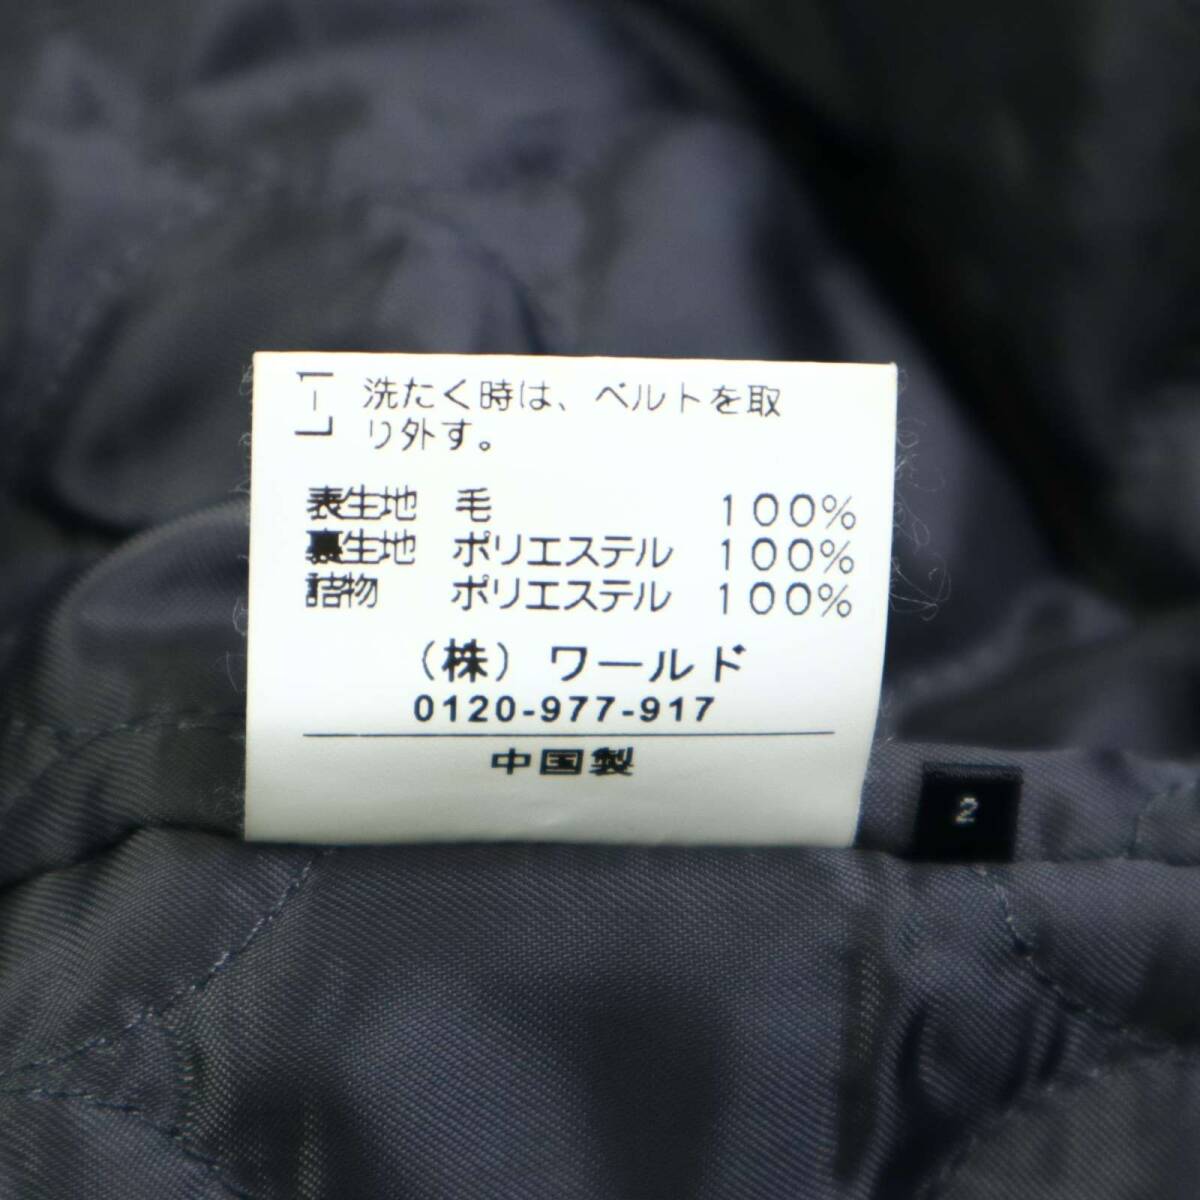 洗たく時は、ベルトを取
り外す。
表生地 毛 100%
裏生地 ポリエステル 100%
詰物 ポリエステル 100%
（株）ワールド
0120-977-917
中国製
2